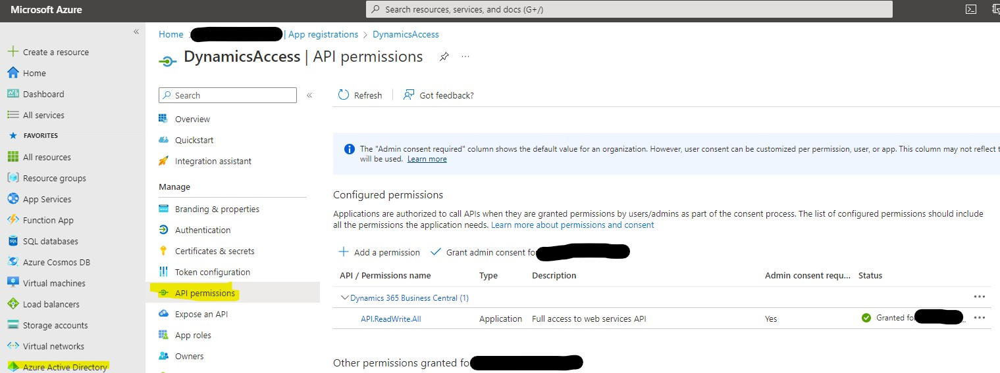 Microsoft Azure
Search resources, services, and docs (G+/)
Create a resource
Home
Dashboard
All services
FAVORITES
All resources
Resource groups
App Services
Function App
SQL databases
Azure Cosmos DB
Virtual machines
Load balancers
Storage accounts
Virtual networks
Azure Active Directory
Home > | App registrations > DynamicsAccess
DynamicsAccess | API permissions
Search
Overview
Quickstart
Integration assistant
Manage
Branding & properties
Authentication
Certificates & secrets
Token configuration
API permissions
Expose an API
App roles
Owners
Refresh
Got feedback?
The "Admin consent required" column shows the default value for an organization. However, user consent can be customized per permission, user, or app. This column may not reflect
will be used. Learn more
Configured permissions
Applications are authorized to call APIs when they are granted permissions by users/admins as part of the consent process. The list of configured permissions should include
all the permissions the application needs. Learn more about permissions and consent
Add a permission Grant admin consent for
API / Permissions name Type Description Admin consent requ... Status
Dynamics 365 Business Central (1)
API.ReadWrite.All Application Full access to web services API Yes Granted for
Other permissions granted fo